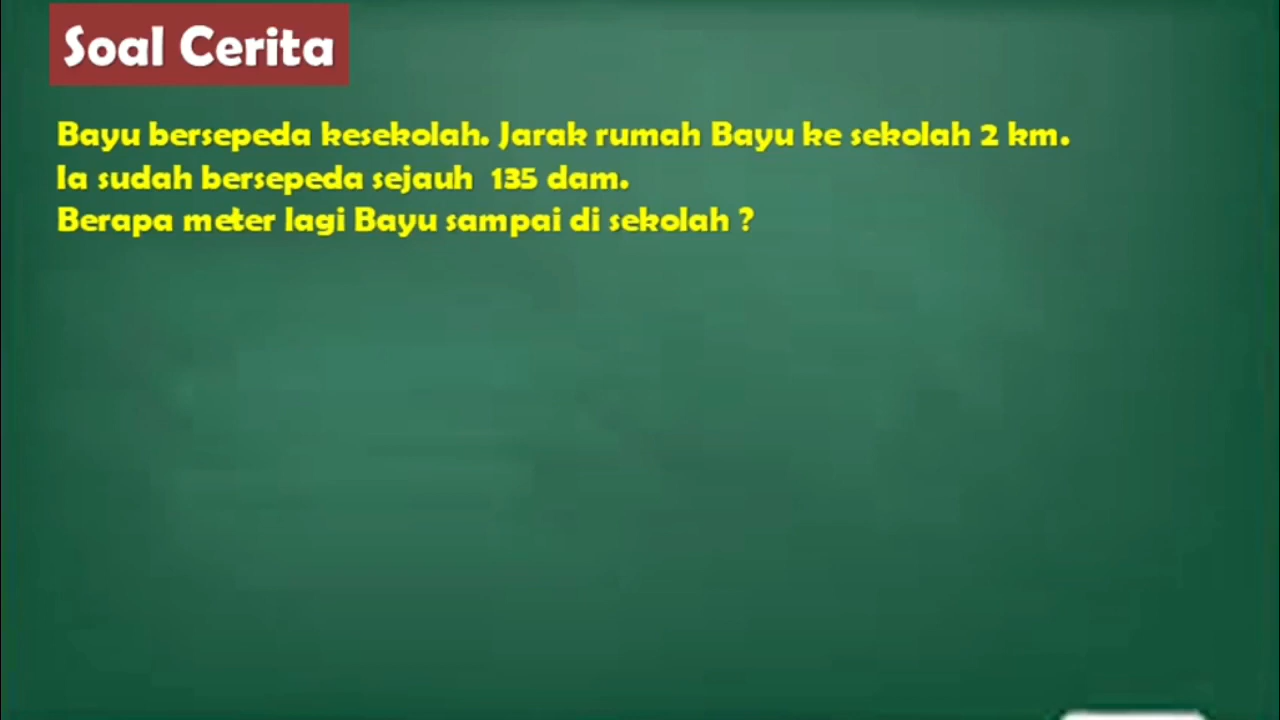 Soal Cerita
Bayu bersepeda kesekolah. Jarak rumah Bayu ke sekolah 2 km.
Ia sudah bersepeda sejauh 135 dam.
Berapa meter lagi Bayu sampai di sekolah ?